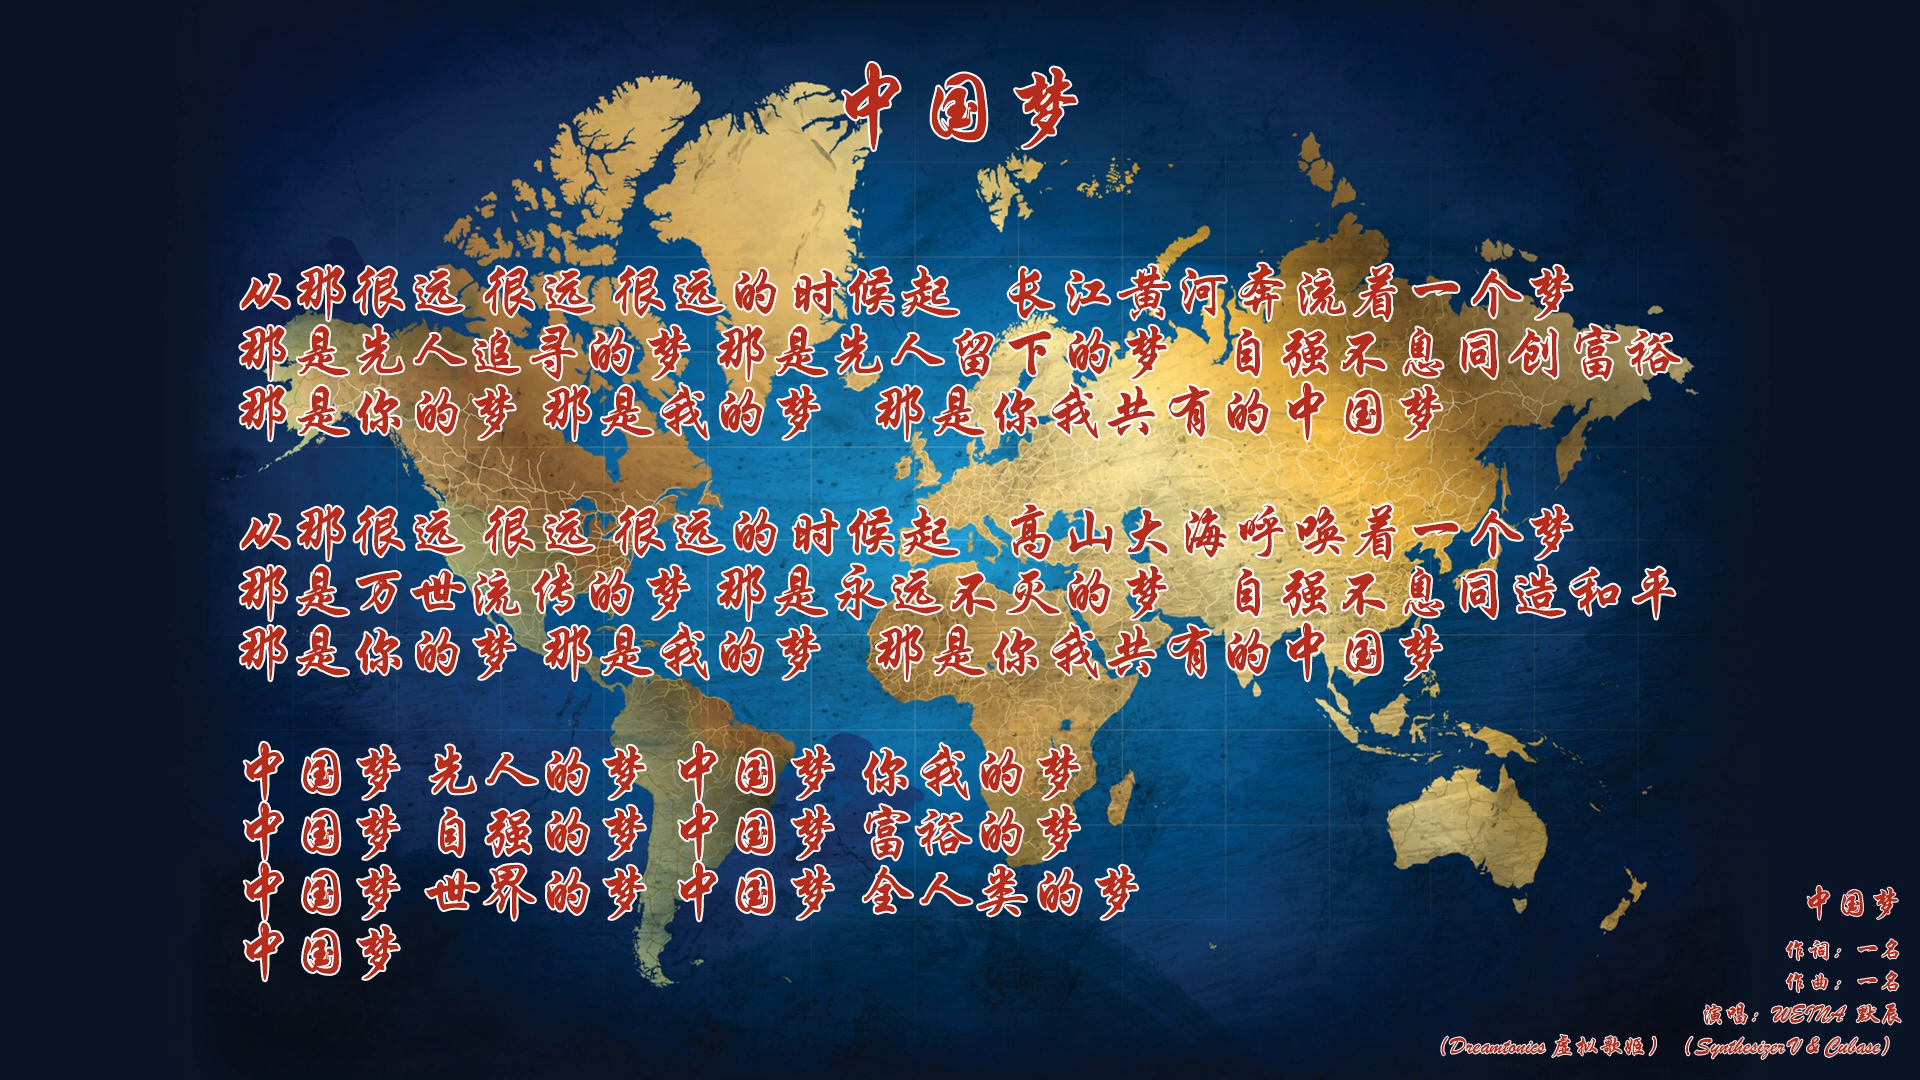 中国梦
从那很远 很远 很远的时候起 长江黄河奔流着一个梦
那是先人追寻的梦 那是先人留下的梦 自强不息同创富裕
那是你的梦 那是我的梦 那是你我共有的中国梦
从那很远 很远 很远的时候起 高山大海呼唤着一个梦
那是万世流传的梦 那是永远不灭的梦 自强不息同造和平
那是你的梦 那是我的梦 那是你我共有的中国梦
中国梦 先人的梦 中国梦 你我的梦
中国梦 自强的梦 中国梦 富裕的梦
中国梦 世界的梦 中国梦 全人类的梦
中国梦
中国梦
作词：一名
作曲：一名
演唱：WEINA 默辰
（Dreamtonics 虚拟歌姬）（Synthesizer V & Cubase）